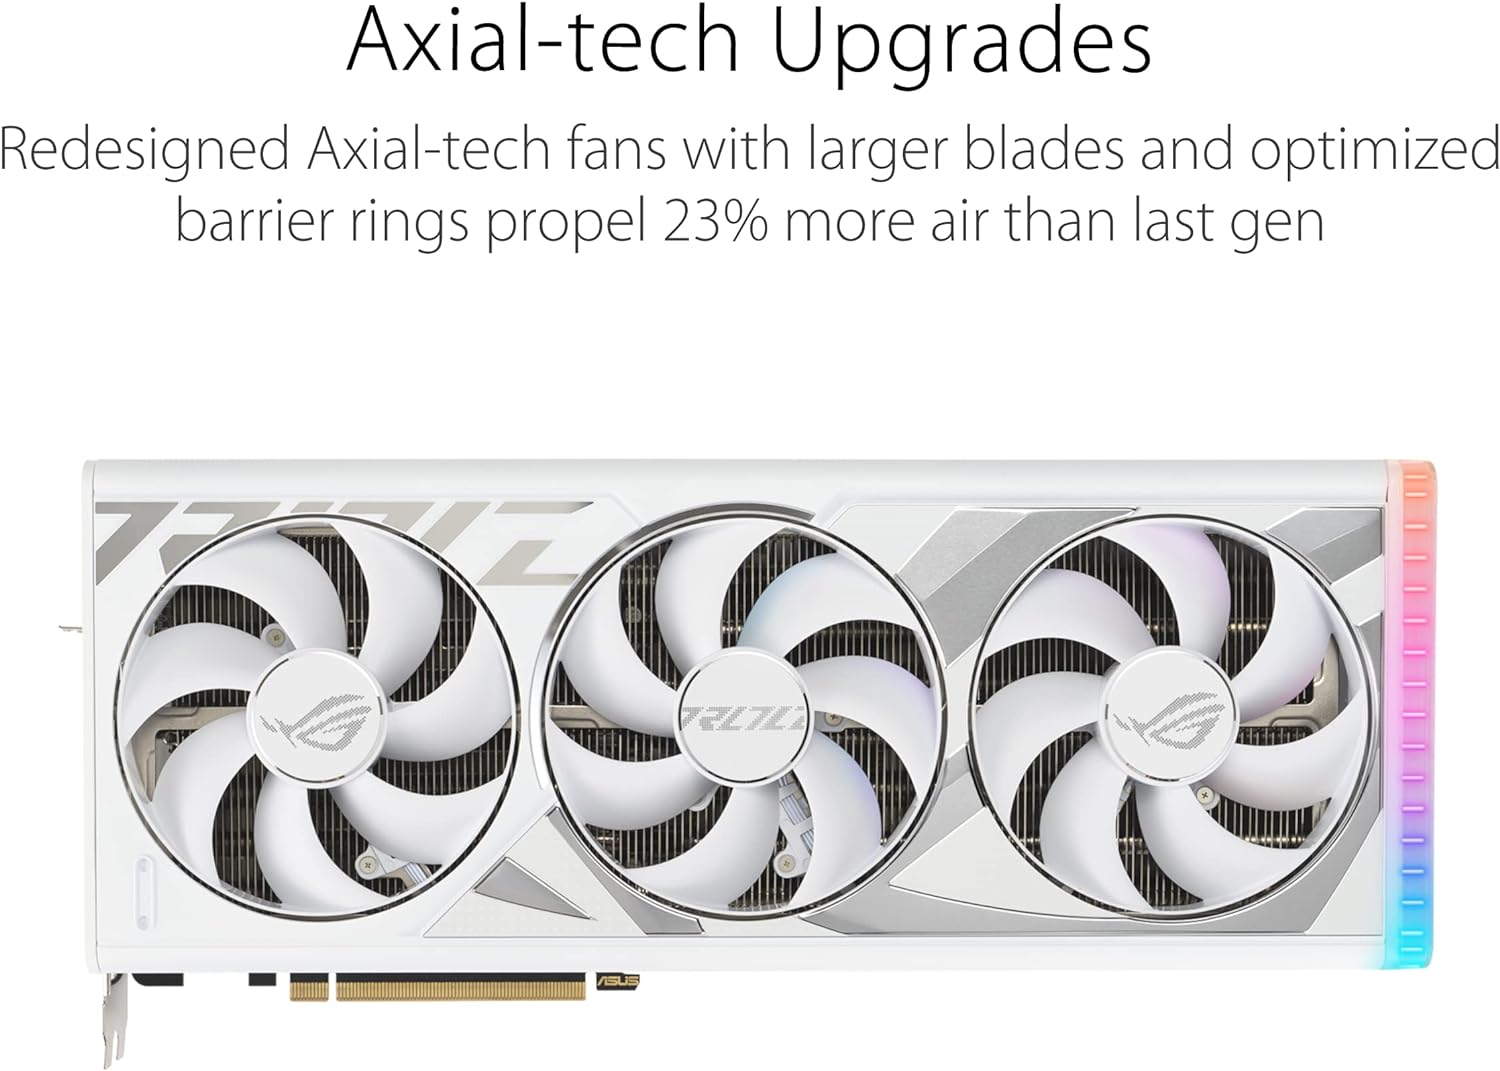 Axial-tech Upgrades
Redesigned Axial-tech fans with larger blades and optimized
barrier rings propel 23% more air than last gen
ASUS